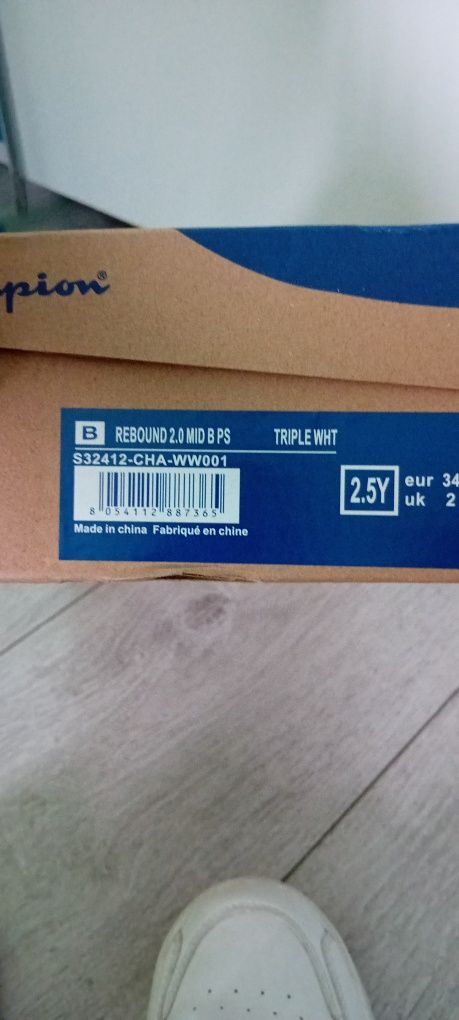 pion®
B REBOUND 2.0 MID B PS TRIPLE WHT
S32412-CHA-WW001
8 054112 887365
Made in china Fabriqué en chine
2.5Y
eur 34
uk 2